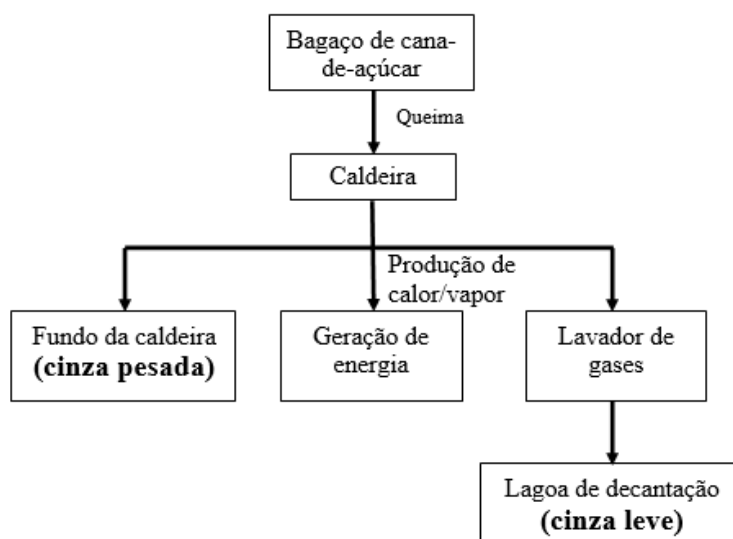 Bagaço de cana-
de-açúcar
Queima
Caldeira
Produção de
calor/vapor
Fundo da caldeira
(cinza pesada)
Geração de
energia
Lavador de
gases
Lagoa de decantação
(cinza leve)